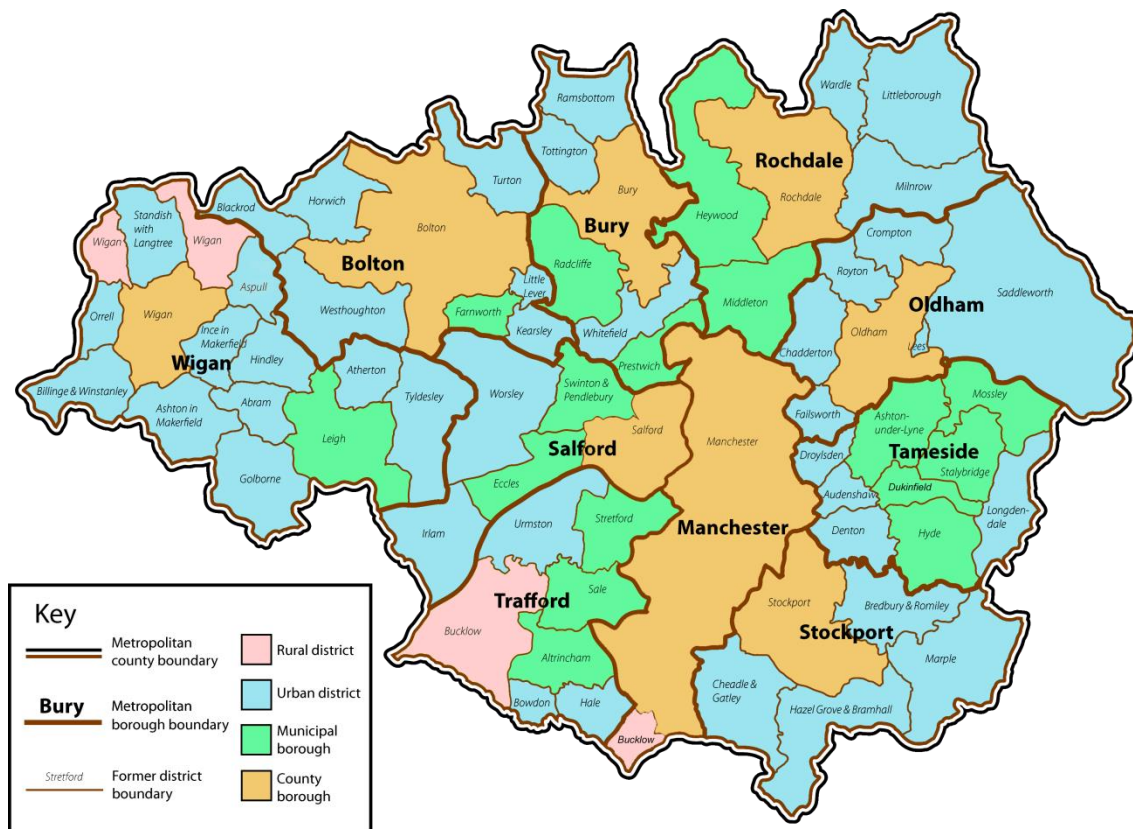 Ramsbottom
Wardle
Littleborough
Tottington
Turton
Rochdale
Bury
Milnrow
Rochdale
Horwich
Blackrod
Standish
with
Langtree
Heywood
Bury
Wigan
Wigan
Bolton
Crompton
Bolton
Radcliffe
Royton
Aspull
Little
Lever
Saddleworth
Middleton
Oldham
Westhoughton
Farnworth
Orrell
Wigan
Ince in
Makerfield
Kearsley
Whitefield
Oldham
Lees
Chadderton
Wigan
Hindley
Prestwich
Atherton
Swinton &
Pendlebury
Billinge & Winstanley
Tyldesley
Worsley
Mossley
Abram
Ashton in
Makerfield
Failsworth
Ashton-
under-Lyne
Leigh
Salford
Manchester
Salford
Droylsden
Tameside
Stalybridge
Golborne
Eccles
Dukinfield
Audenshaw
Longden-
dale
Urmston
Stretford
Manchester
Denton
Hyde
Irlam
Sale
Trafford
Stockport
Bredbury & Romiley
Stockport
Bucklow
Altrincham
Marple
Cheadle &
Gatley
Bowdon
Hale
Hazel Grove & Bramhall
Bucklow
Key
Metropolitan
county boundary
Rural district
Bury
Metropolitan
borough boundary
Urban district
Municipal
borough
Stretford
Former district
boundary
County
borough